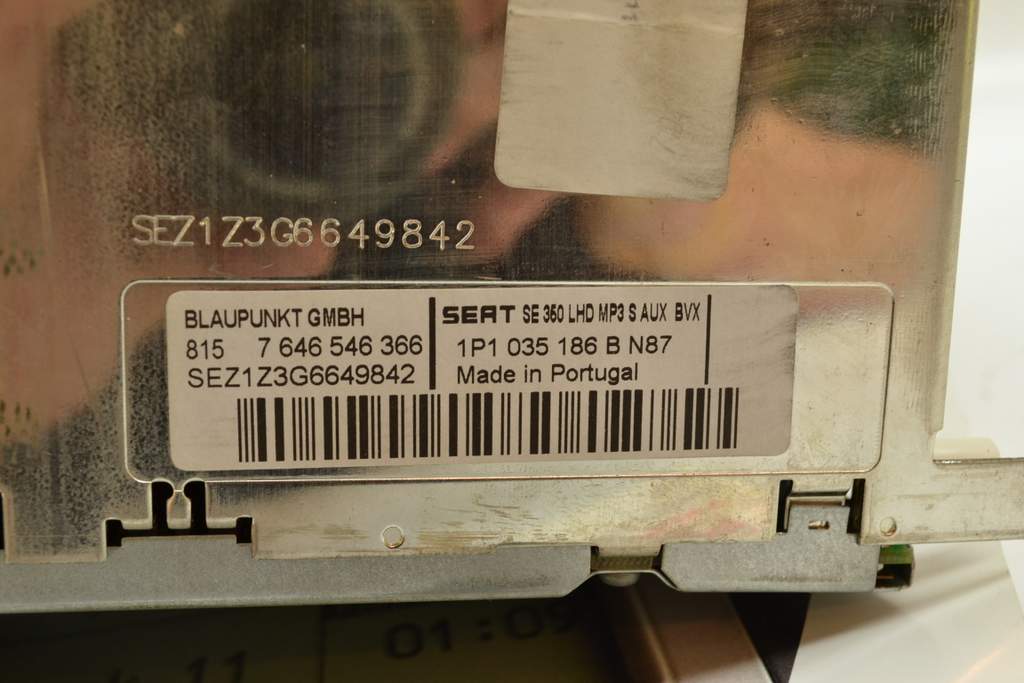 SEZ1Z3G6649842
BLAUPUNKT GMBH
815 7 646 546 366
SEZ1Z3G6649842
SEAT SE 350 LHD MP3 S AUX BVX
1P1 035 186 B N87
Made in Portugal
11
01:09